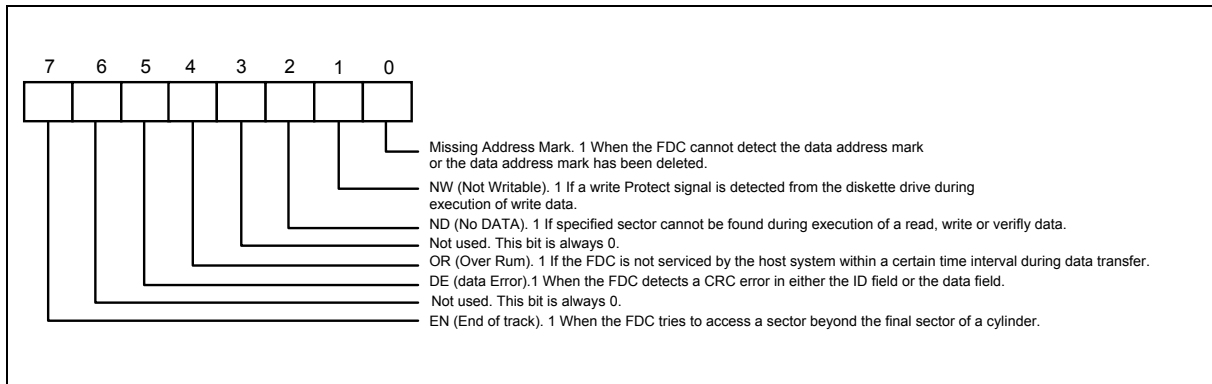 7 6 5 4 3 2 1 0
Missing Address Mark. 1 When the FDC cannot detect the data address mark
or the data address mark has been deleted.
NW (Not Writable). 1 If a write Protect signal is detected from the diskette drive during
execution of write data.
ND (No DATA). 1 If specified sector cannot be found during execution of a read, write or verifly data.
Not used. This bit is always 0.
OR (Over Rum). 1 If the FDC is not serviced by the host system within a certain time interval during data transfer.
DE (data Error).1 When the FDC detects a CRC error in either the ID field or the data field.
Not used. This bit is always 0.
EN (End of track). 1 When the FDC tries to access a sector beyond the final sector of a cylinder.